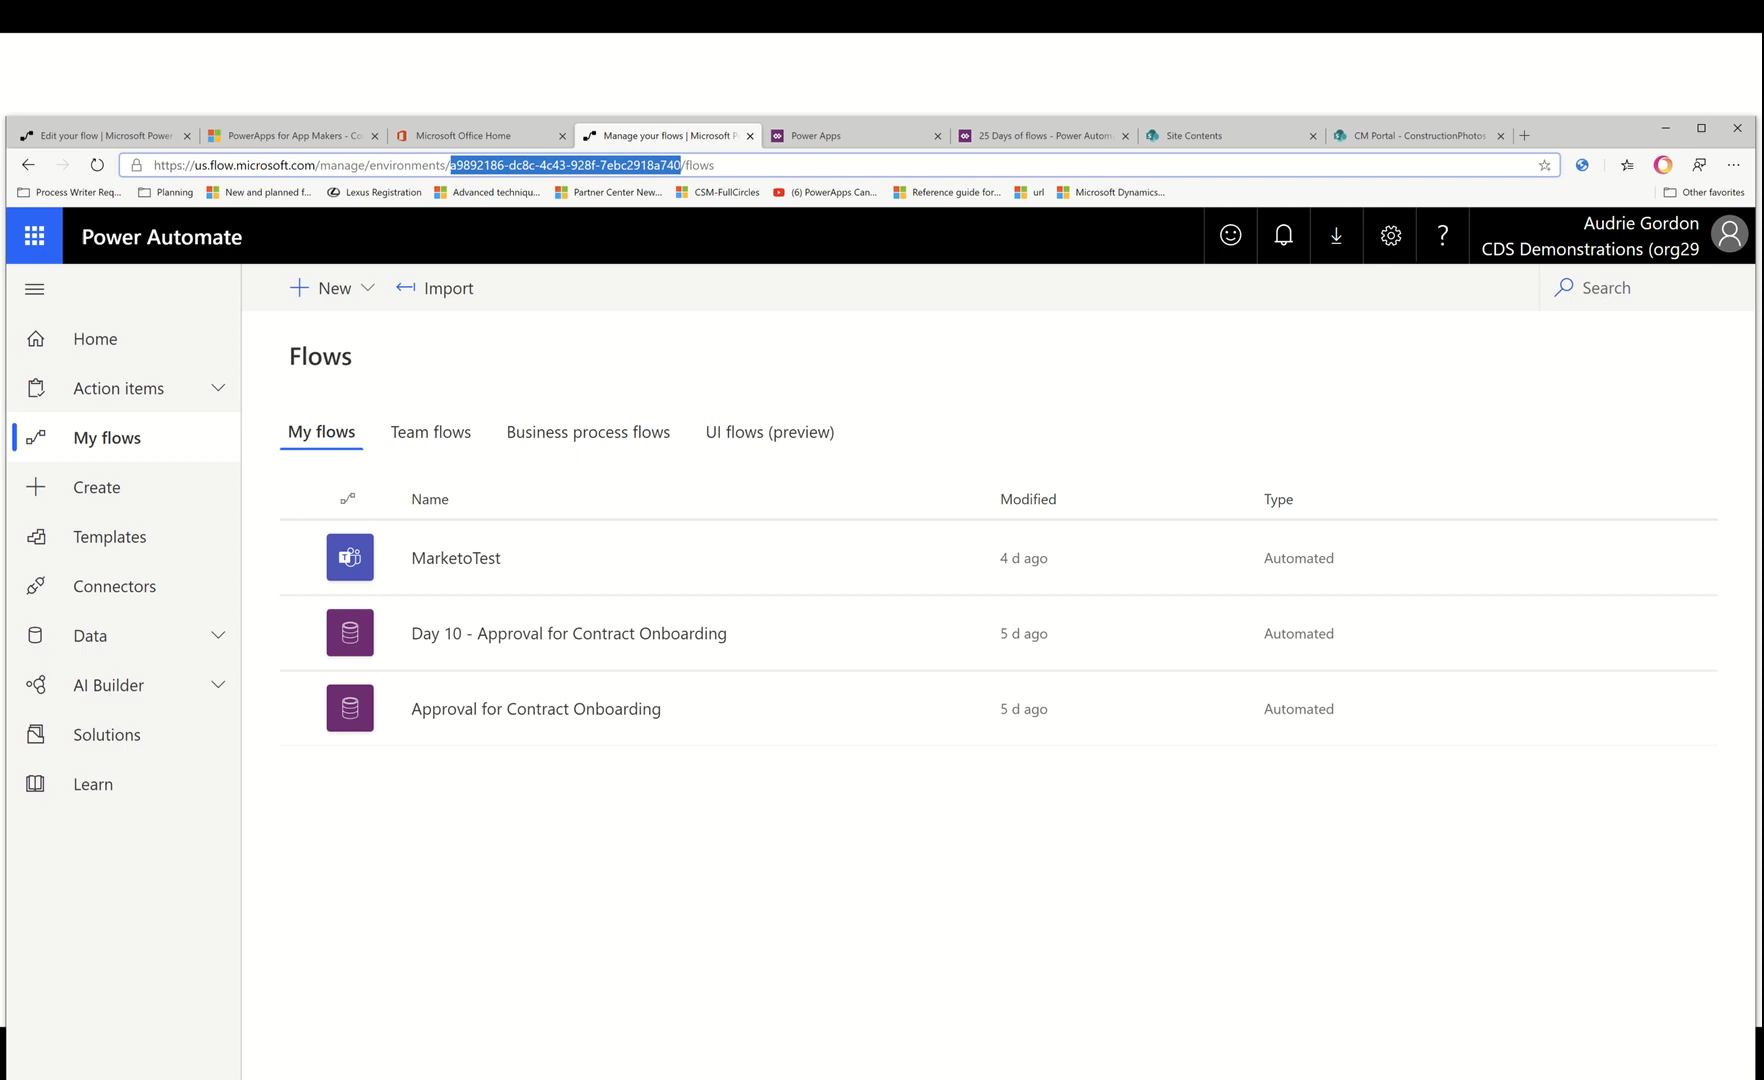 Edit your flow | Microsoft Power
PowerApps for App Makers - Co
Microsoft Office Home
Manage your flows | Microsoft P
Power Apps
25 Days of flows - Power Autom
Site Contents
CM Portal - ConstructionPhotos
https://us.flow.microsoft.com/manage/environments/a9892186-dc8c-4c43-928f-7ebc2918a740/flows
Process Writer Req...
Planning
New and planned f...
Lexus Registration
Advanced techniqu...
Partner Center New...
CSM-FullCircles
(6) PowerApps Can...
Reference guide for...
url
Microsoft Dynamics...
Other favorites
Power Automate
?
Audrie Gordon
CDS Demonstrations (org29
New
Import
Search
Home
Action items
My flows
Create
Templates
Connectors
Data
AI Builder
Solutions
Learn
Flows
My flows
Team flows
Business process flows
UI flows (preview)
Name
Modified
Type
MarketoTest
4 d ago
Automated
Day 10 - Approval for Contract Onboarding
5 d ago
Automated
Approval for Contract Onboarding
5 d ago
Automated